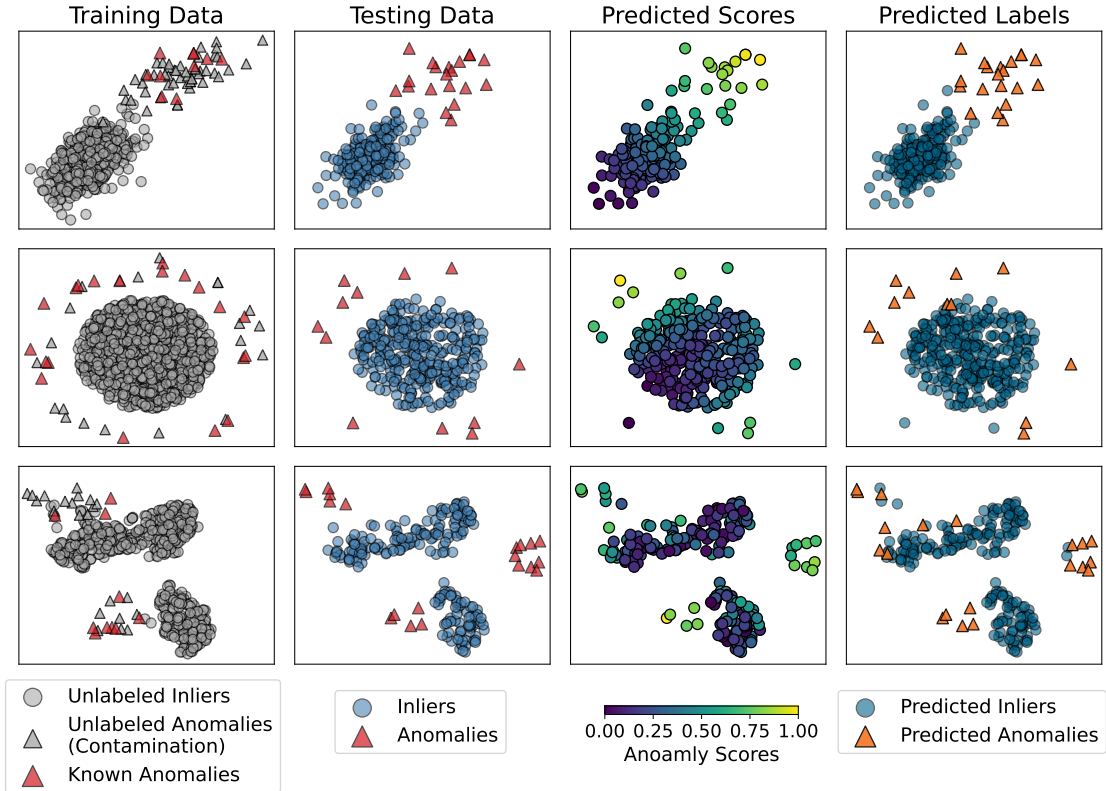 Training Data
Testing Data
Predicted Scores
Predicted Labels
Unlabeled Inliers
Unlabeled Anomalies
(Contamination)
Known Anomalies
Inliers
Anomalies
0.00 0.25 0.50 0.75 1.00
Anoamly Scores
Predicted Inliers
Predicted Anomalies